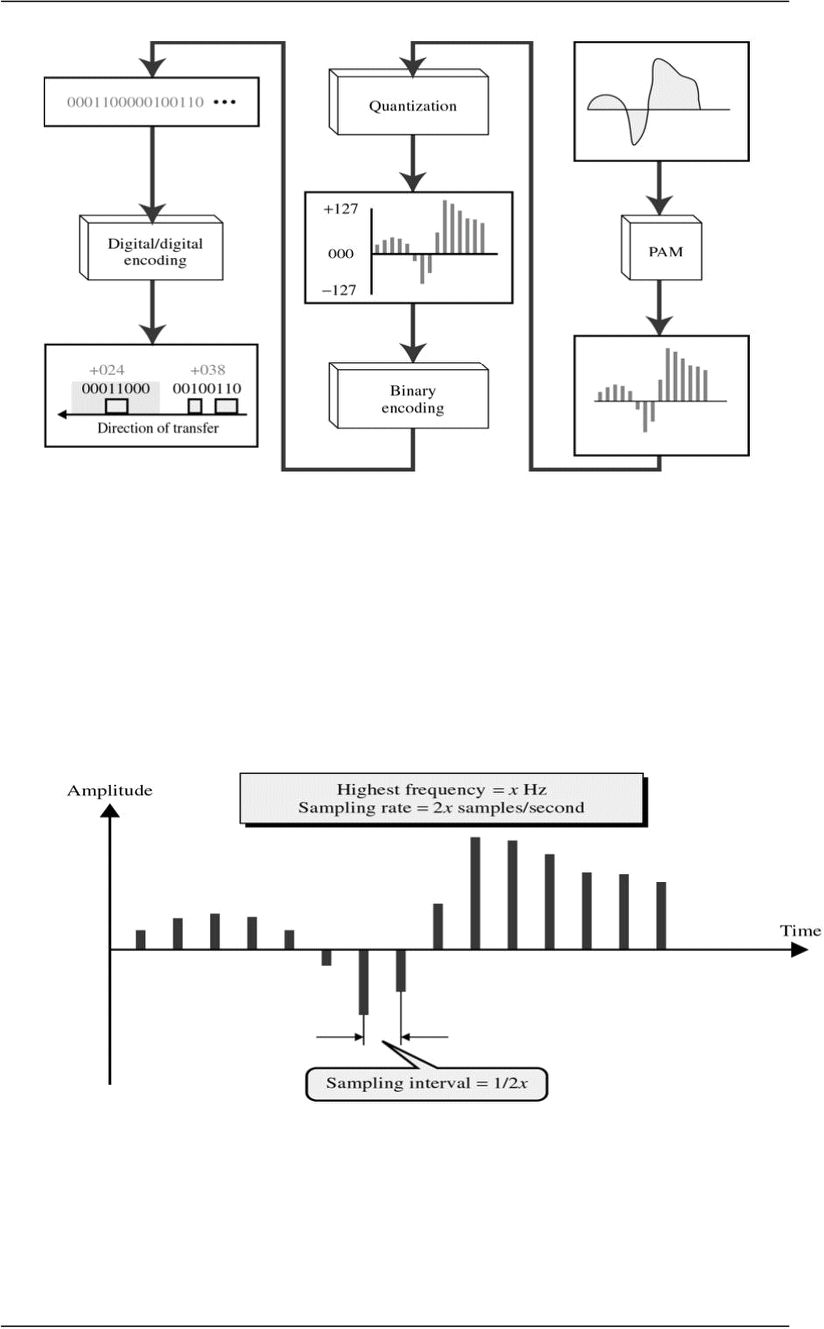 0001100000100110 •••
Quantization
+127
000
−127
Digital/digital
encoding
PAM
+024 +038
00011000 00100110
Direction of transfer
Binary
encoding
Amplitude
Highest frequency = x Hz
Sampling rate = 2x samples/second
Time
Sampling interval = 1/2x